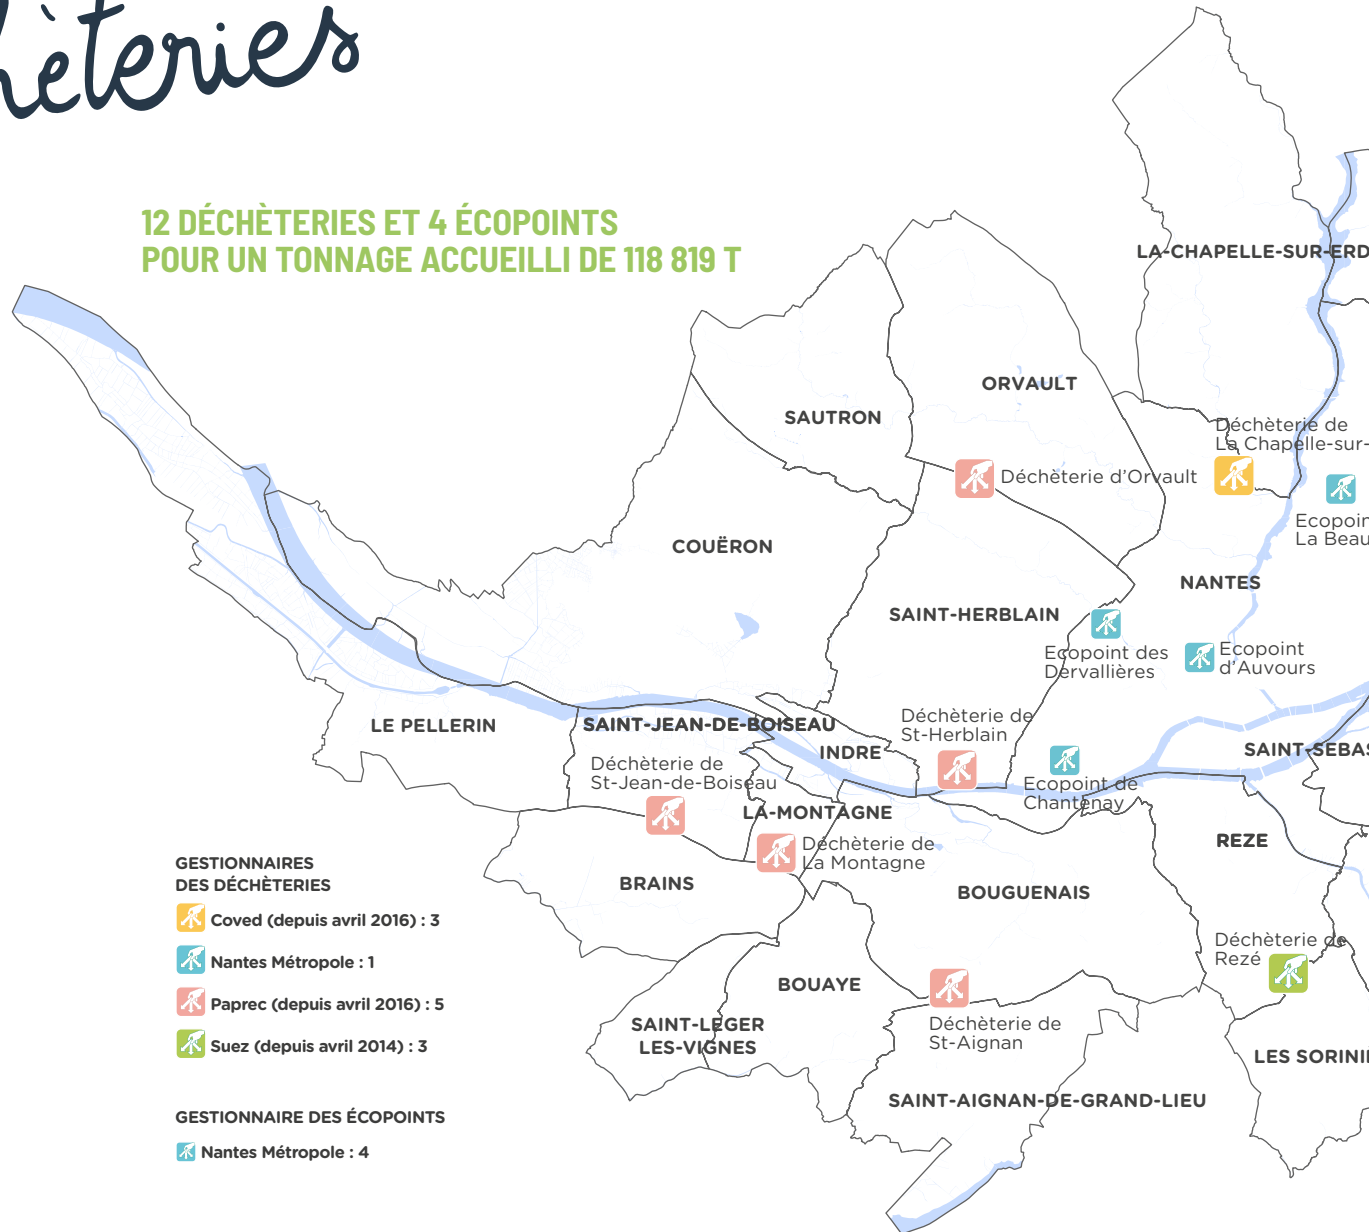 hèteries
12 DÉCHÈTERIES ET 4 ÉCOPOINTS
POUR UN TONNAGE ACCUEILLI DE 118 819 T
LA-CHAPELLE-SUR-ERD
ORVAULT
SAUTRON
Déchèterie de
La Chapelle-sur-
Déchèterie d'Orvault
Ecopoin
La Beau
COUËRON
NANTES
SAINT-HERBLAIN
Ecopoint des
Dervallières
Ecopoint
d'Auvours
LE PELLERIN
SAINT-JEAN-DE-BOISEAU
Déchèterie de
St-Herblain
INDRE
SAINT-SEBAS
Déchèterie de
St-Jean-de-Boiseau
Ecopoint de
Chantenay
LA-MONTAGNE
REZE
Déchèterie de
La Montagne
BRAINS
BOUGUENAIS
Déchèterie de
Rezé
BOUAYE
SAINT-LEGER
LES-VIGNES
Déchèterie de
St-Aignan
LES SORINI
SAINT-AIGNAN-DE-GRAND-LIEU
GESTIONNAIRES
DES DÉCHÈTERIES
Coved (depuis avril 2016) : 3
Nantes Métropole : 1
Paprec (depuis avril 2016) : 5
Suez (depuis avril 2014) : 3
GESTIONNAIRE DES ÉCOPOINTS
Nantes Métropole : 4